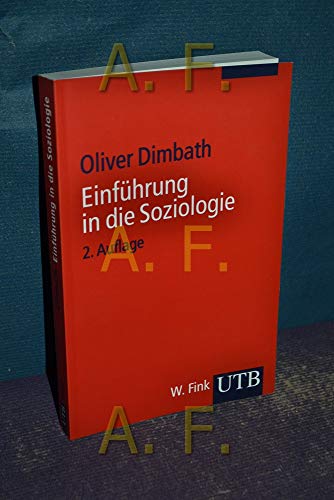 A. F.
Oliver Dimbath
Einführung
in die Soziologie
2. Auflage
A. F.
W. Fink UTB
A. F.
Einführung in die Soziologie